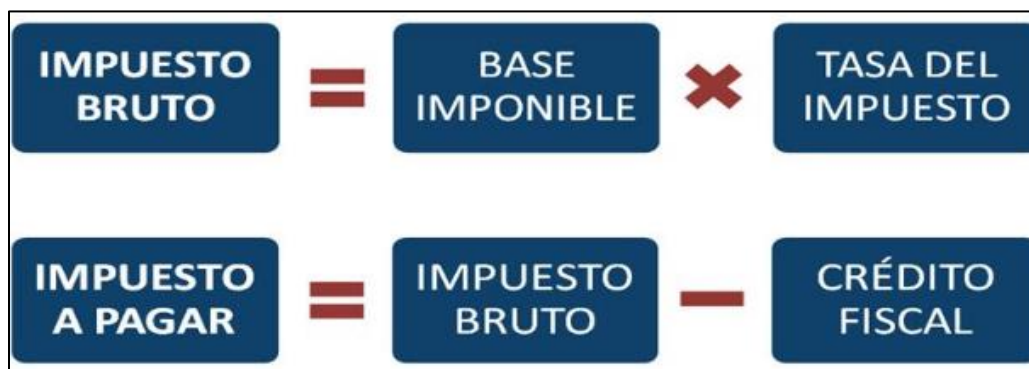 IMPUESTO BRUTO = BASE IMPONIBLE × TASA DEL IMPUESTO
IMPUESTO A PAGAR = IMPUESTO BRUTO − CRÉDITO FISCAL